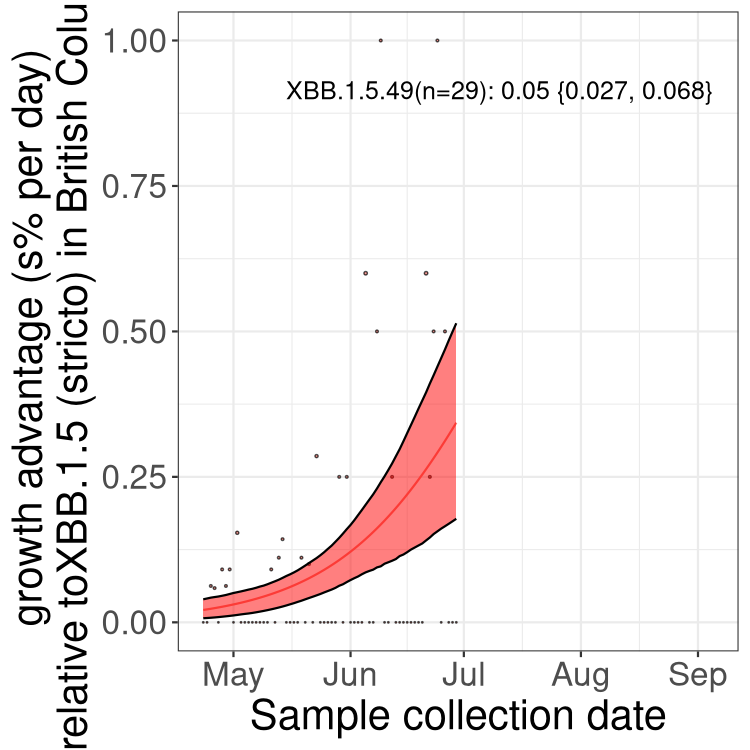 growth advantage (s% per day)
relative toXBB.1.5 (stricto) in British Colu
1.00
0.75
0.50
0.25
0.00
XBB.1.5.49(n=29): 0.05 {0.027, 0.068}
May Jun Jul Aug Sep
Sample collection date